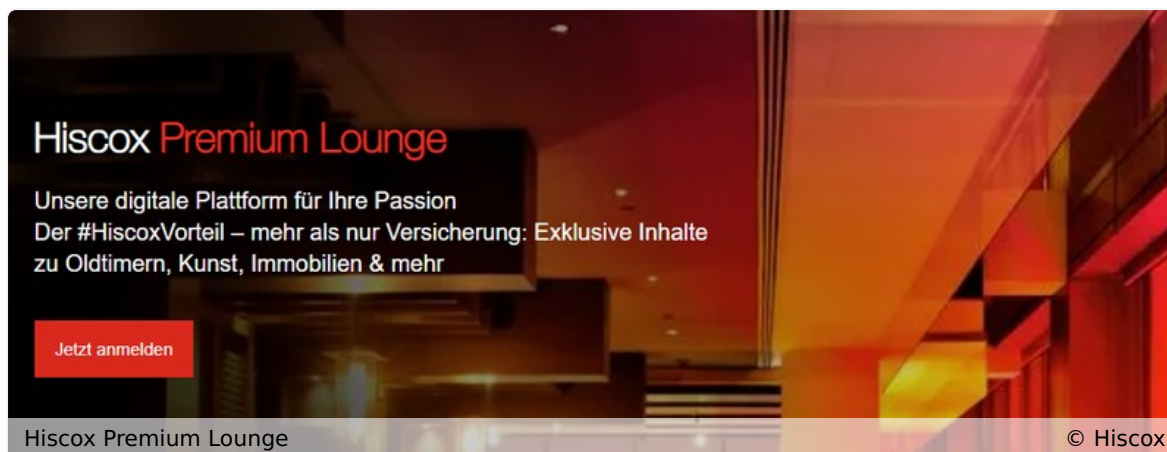 Hiscox Premium Lounge
Unsere digitale Plattform für Ihre Passion
Der #HiscoxVorteil – mehr als nur Versicherung: Exklusive Inhalte
zu Oldtimern, Kunst, Immobilien & mehr
Jetzt anmelden
Hiscox Premium Lounge © Hiscox